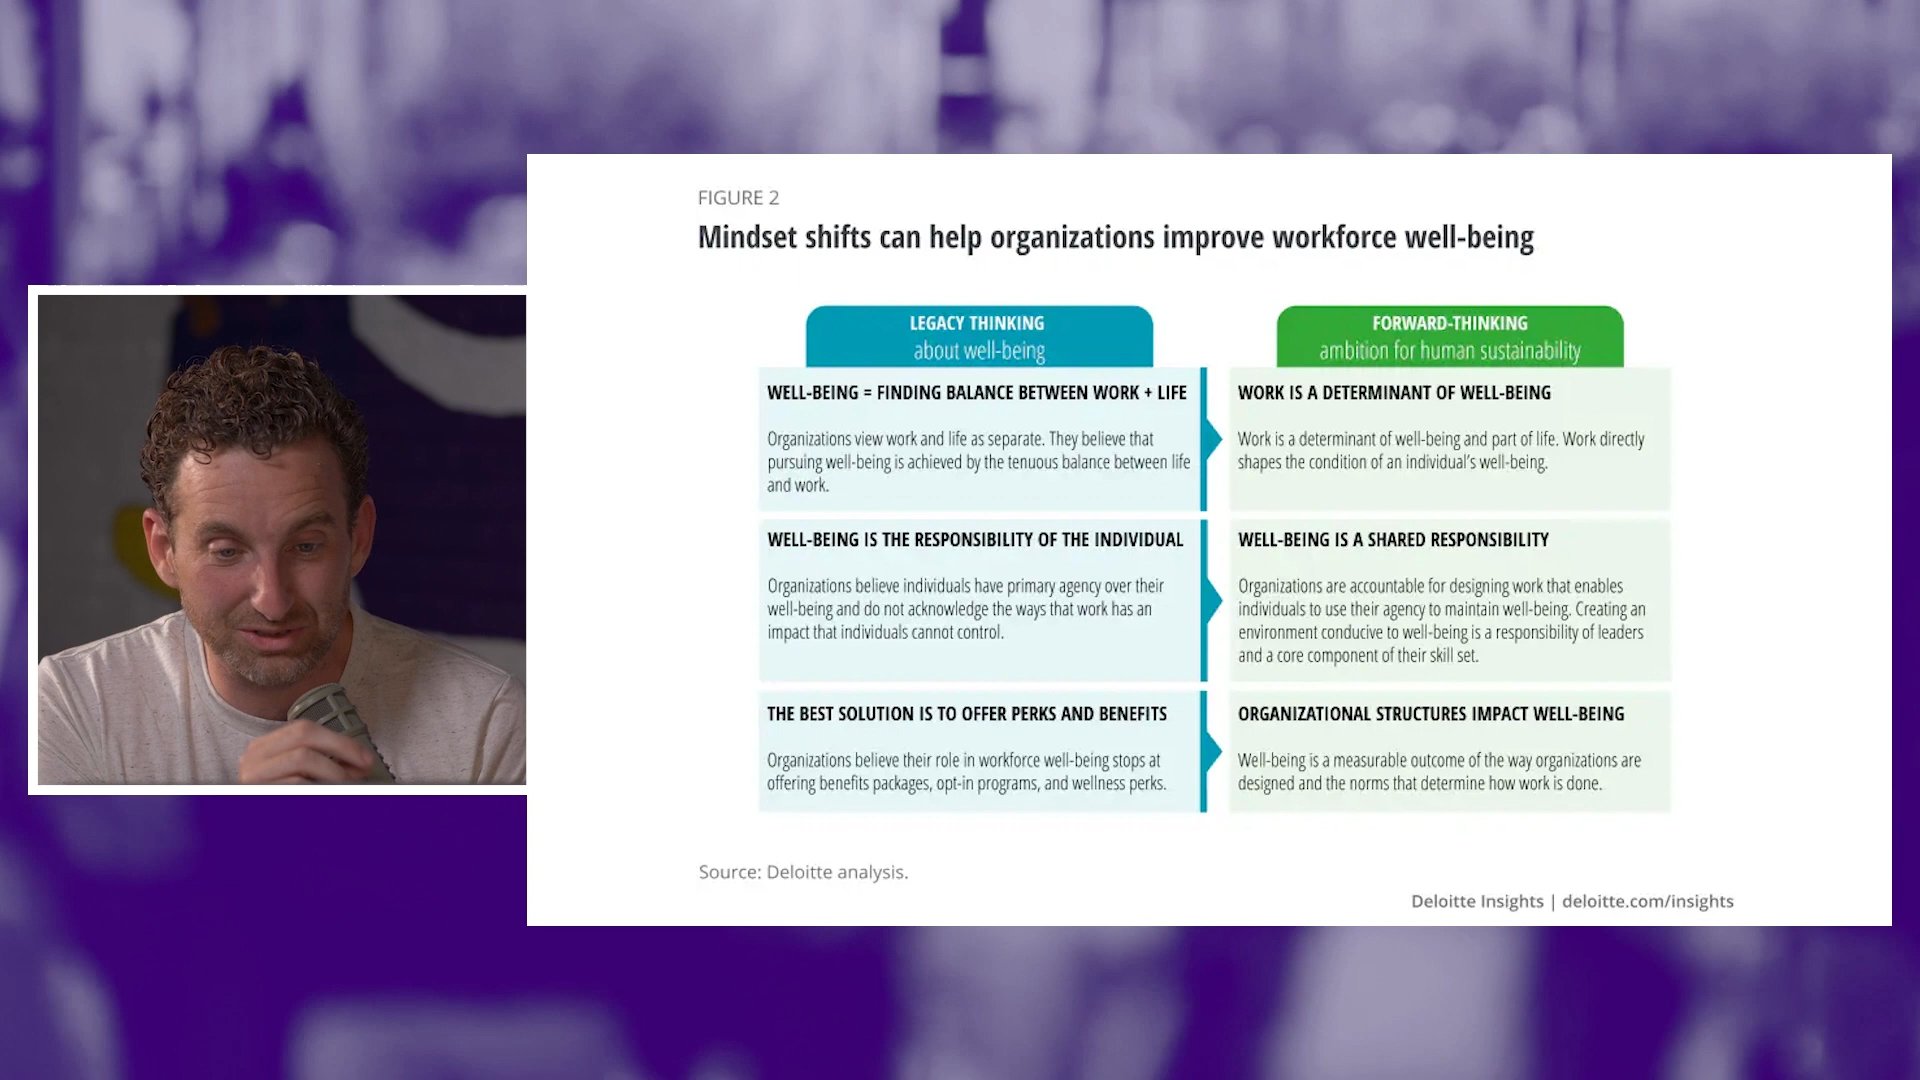 FIGURE 2
Mindset shifts can help organizations improve workforce well-being
LEGACY THINKING
about well-being
FORWARD-THINKING
ambition for human sustainability
WELL-BEING = FINDING BALANCE BETWEEN WORK + LIFE
Organizations view work and life as separate. They believe that
pursuing well-being is achieved by the tenuous balance between life
and work.
WORK IS A DETERMINANT OF WELL-BEING
Work is a determinant of well-being and part of life. Work directly
shapes the condition of an individual's well-being.
WELL-BEING IS THE RESPONSIBILITY OF THE INDIVIDUAL
Organizations believe individuals have primary agency over their
well-being and do not acknowledge the ways that work has an
impact that individuals cannot control.
WELL-BEING IS A SHARED RESPONSIBILITY
Organizations are accountable for designing work that enables
individuals to use their agency to maintain well-being. Creating an
environment conducive to well-being is a responsibility of leaders
and a core component of their skill set.
THE BEST SOLUTION IS TO OFFER PERKS AND BENEFITS
Organizations believe their role in workforce well-being stops at
offering benefits packages, opt-in programs, and wellness perks.
ORGANIZATIONAL STRUCTURES IMPACT WELL-BEING
Well-being is a measurable outcome of the way organizations are
designed and the norms that determine how work is done.
Source: Deloitte analysis.
Deloitte Insights | deloitte.com/insights